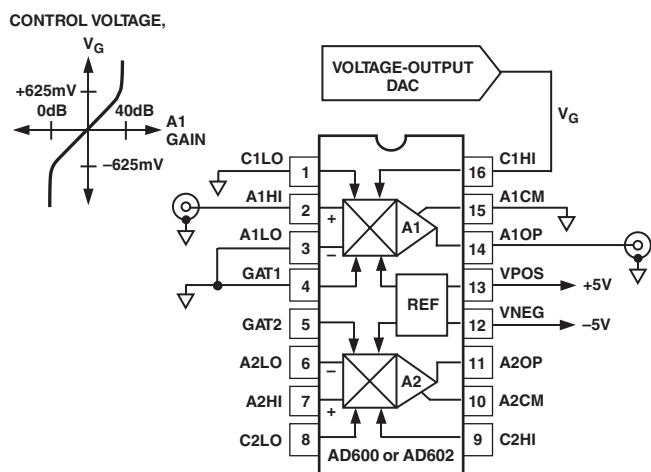 CONTROL VOLTAGE,
VG
+625mV
0dB 40dB
A1
GAIN
–625mV
VOLTAGE-OUTPUT
DAC
VG
C1LO 1 16 C1HI
A1HI 2 + A1 15 A1CM
A1LO 3 – 14 A1OP
GAT1 4 REF 13 VPOS +5V
GAT2 5 12 VNEG –5V
A2LO 6 – A2 11 A2OP
A2HI 7 + 10 A2CM
C2LO 8 9 C2HI
AD600 or AD602